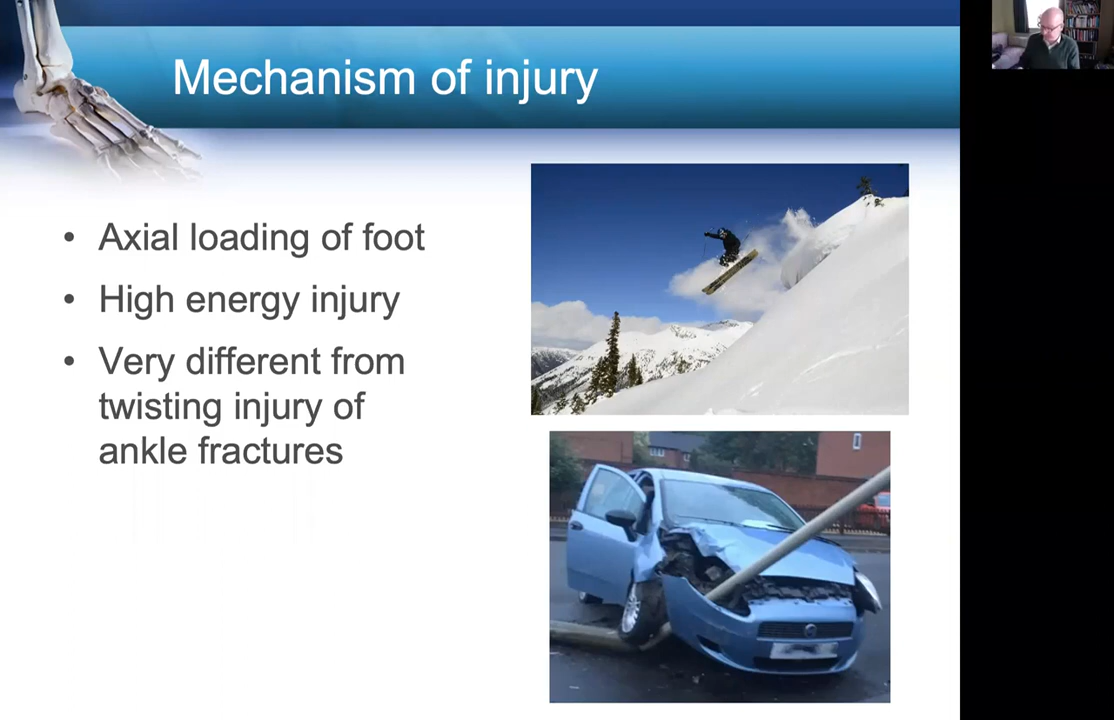 Mechanism of injury
• Axial loading of foot
• High energy injury
• Very different from
twisting injury of
ankle fractures